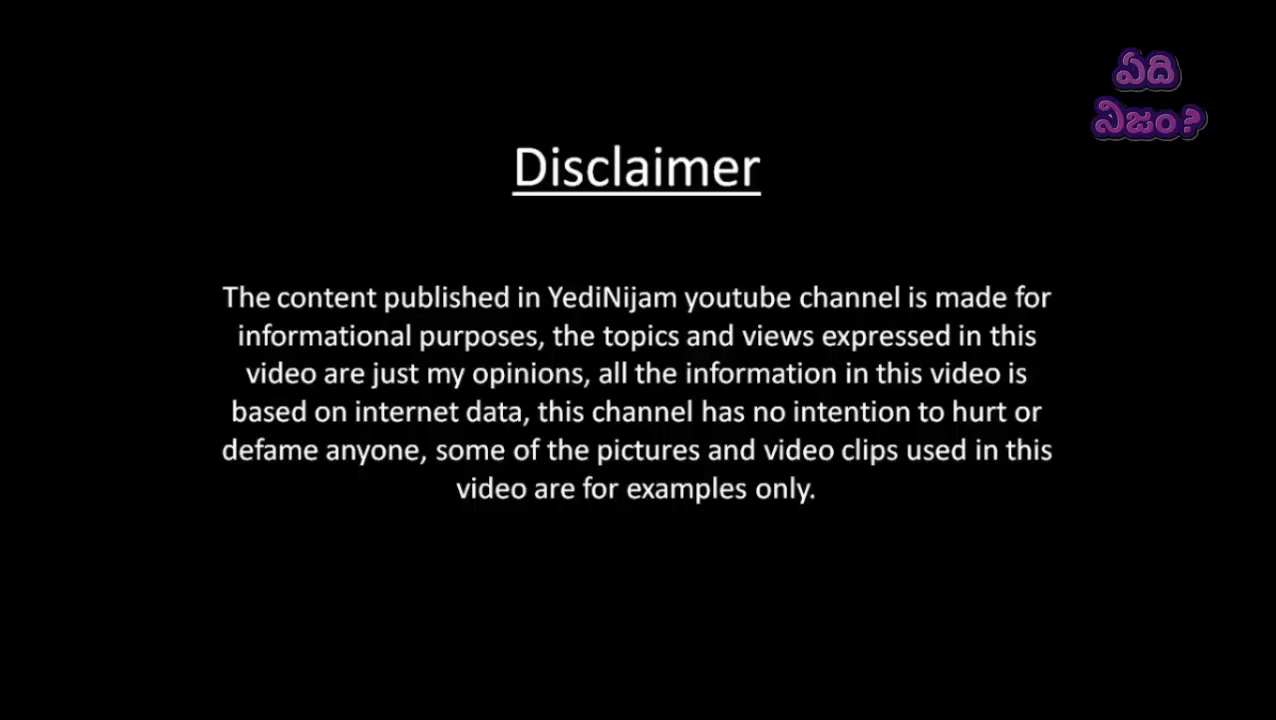 ఏది
నిజం?
Disclaimer
The content published in YediNijam youtube channel is made for
informational purposes, the topics and views expressed in this
video are just my opinions, all the information in this video is
based on internet data, this channel has no intention to hurt or
defame anyone, some of the pictures and video clips used in this
video are for examples only.